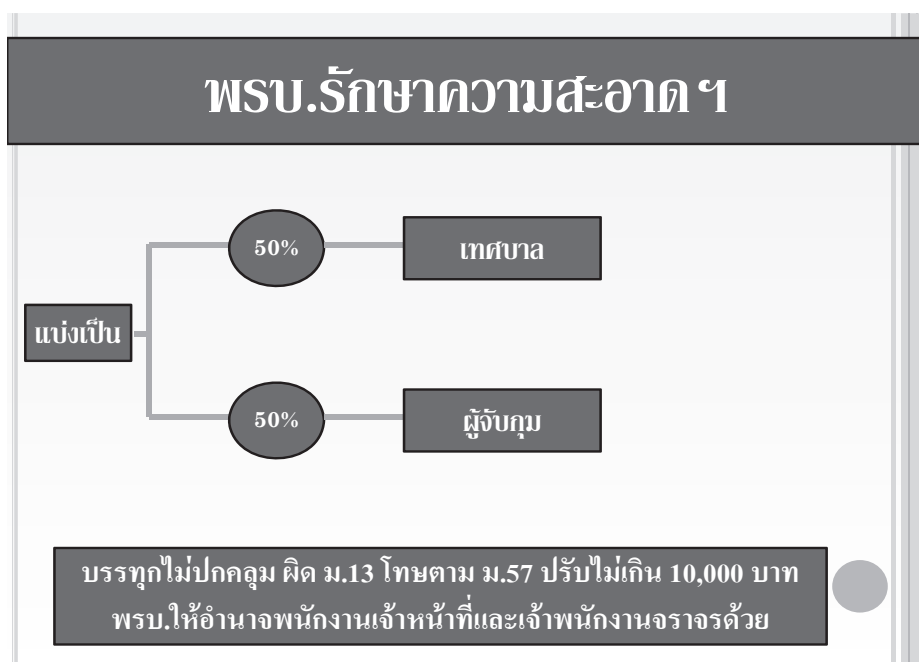 พรบ.รักษาความสะอาดฯ
50%
เทศบาล
แบ่งเป็น
50%
ผู้จับกุม
บรรทุกไม่ปกคลุม ผิด ม.13 โทษตาม ม.57 ปรับไม่เกิน 10,000 บาท
พรบ.ให้อำนาจพนักงานเจ้าหน้าที่และเจ้าพนักงานจราจรด้วย